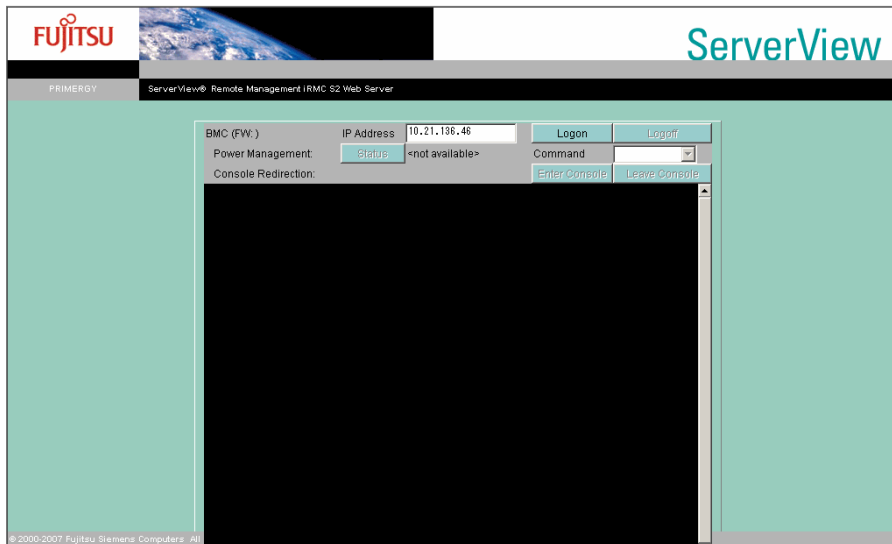 FUJITSU
ServerView
PRIMERGY
ServerView® Remote Management iRMC S2 Web Server
BMC (FW: )
IP Address
10.21.136.46
Logon
Logoff
Power Management:
Status
<not available>
Command
Console Redirection:
Enter Console
Leave Console
© 2000-2007 Fujitsu Siemens Computers All